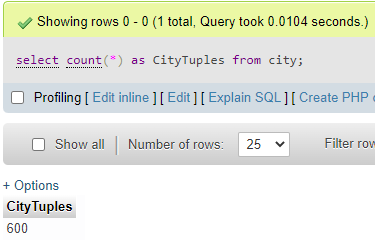 Showing rows 0 - 0 (1 total, Query took 0.0104 seconds.)
select count(*) as CityTuples from city;
Profiling [ Edit inline ] [ Edit ] [ Explain SQL ] [ Create PHP
Show all Number of rows: 25 Filter row
+ Options
CityTuples
600